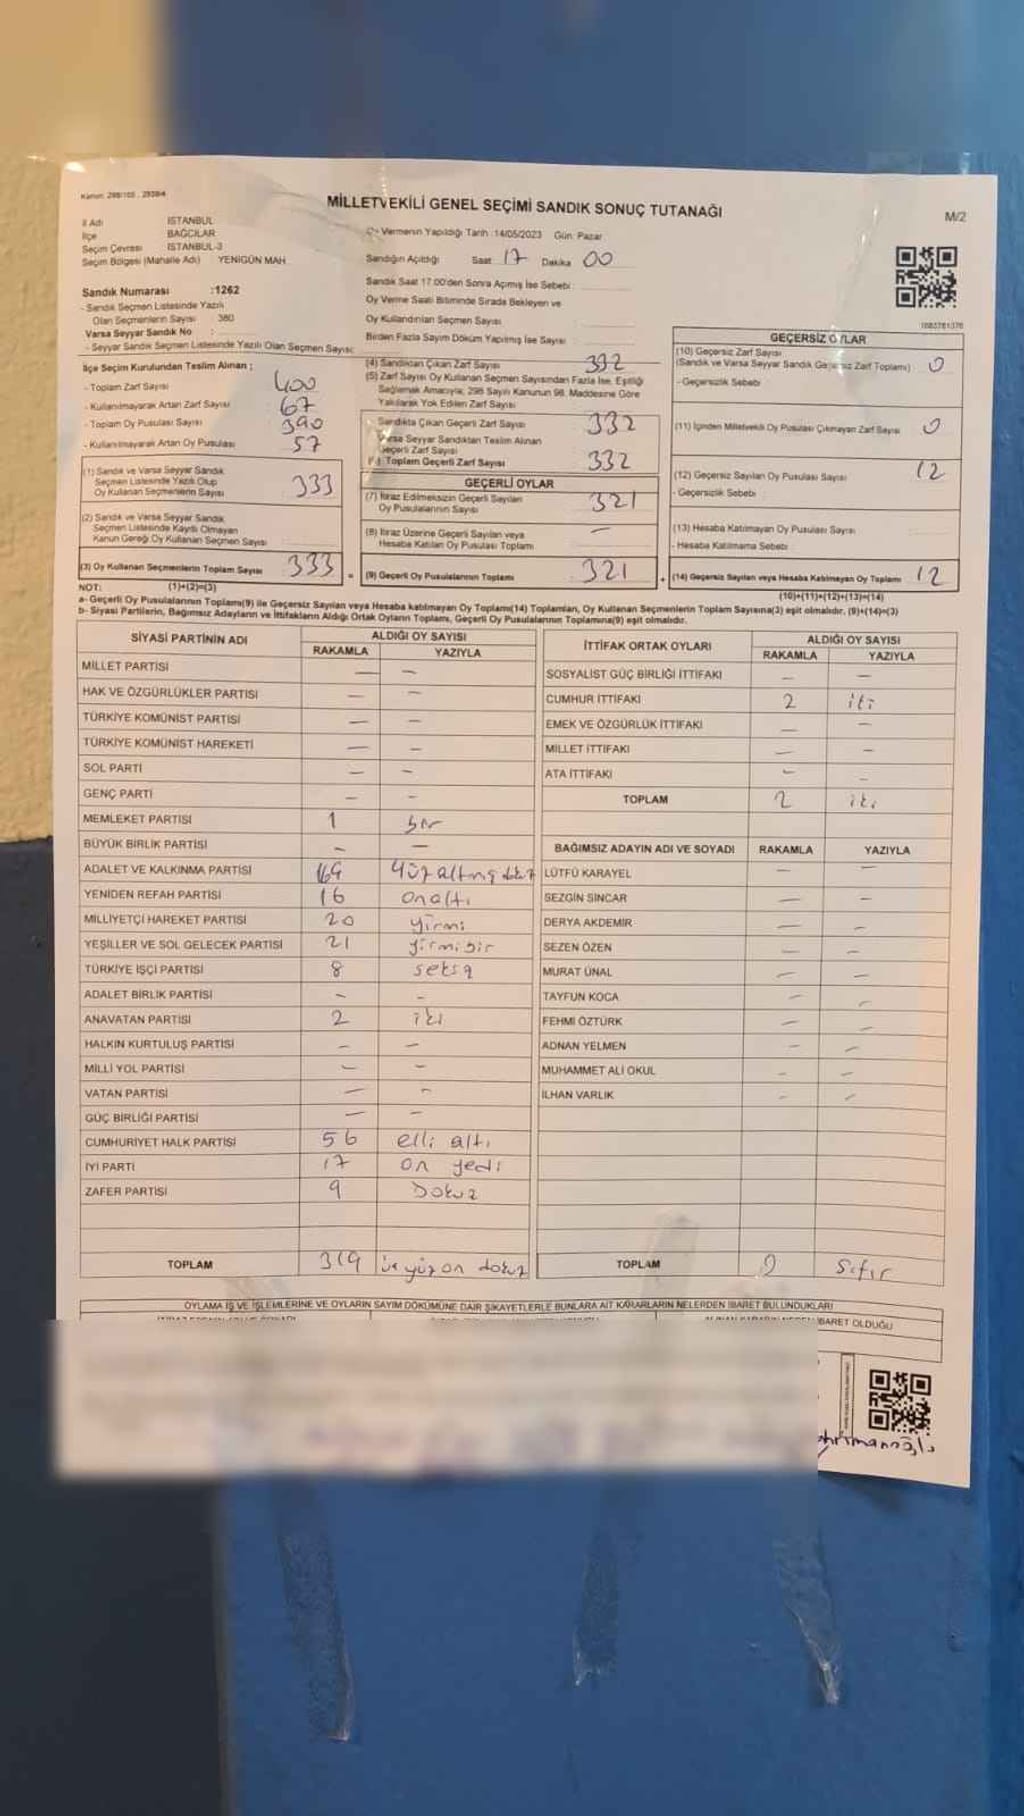 Kanun: 298/105 , 2839/4
MİLLETVEKİLİ GENEL SEÇİMİ SANDIK SONUÇ TUTANAĞI
M/2
İl Adı İSTANBUL
İlçe BAĞCILAR
Seçim Çevresi İSTANBUL-3
Seçim Bölgesi (Mahalle Adı) YENİGÜN MAH.
Sandık Numarası :1262
- Sandık Seçmen Listesinde Yazılı
Olan Seçmenlerin Sayısı : 380
Varsa Seyyar Sandık No :
- Seyyar Sandık Seçmen Listesinde Yazılı Olan Seçmen Sayısı:
Oy Vermenin Yapıldığı Tarih :14/05/2023 Gün: Pazar
Sandığın Açıldığı Saat 17 Dakika 00
Sandık Saat 17.00'den Sonra Açılmış İse Sebebi :
Oy Verme Saati Bitiminde Sırada Bekleyen ve
Oy Kullandırılan Seçmen Sayısı
Birden Fazla Sayım Döküm Yapılmış İse Sayısı
İlçe Seçim Kurulundan Teslim Alınan ;
- Toplam Zarf Sayısı 400
- Kullanılmayarak Artan Zarf Sayısı 67
- Toplam Oy Pusulası Sayısı 390
- Kullanılmayarak Artan Oy Pusulası 57
(1) Sandık ve Varsa Seyyar Sandık
Seçmen Listesinde Yazılı Olup
Oy Kullanan Seçmenlerin Sayısı 333
(2) Sandık ve Varsa Seyyar Sandık
Seçmen Listesinde Kayıtlı Olmayan
Kanun Gereği Oy Kullanan Seçmen Sayısı :
(3) Oy Kullanan Seçmenlerin Toplam Sayısı 333
(4) Sandıktan Çıkan Zarf Sayısı 332
(5) Zarf Sayısı Oy Kullanan Seçmen Sayısından Fazla İse, Eşitliği
Sağlamak Amacıyla, 298 Sayılı Kanunun 98. Maddesine Göre
Yakılarak Yok Edilen Zarf Sayısı
Sandıkta Çıkan Geçerli Zarf Sayısı 332
Varsa Seyyar Sandıktan Teslim Alınan
Geçerli Zarf Sayısı
Toplam Geçerli Zarf Sayısı 332
GEÇERLİ OYLAR
(7) İtiraz Edilmeksizin Geçerli Sayılan
Oy Pusulalarının Sayısı 321
(8) İtiraz Üzerine Geçerli Sayılan veya
Hesaba Katılan Oy Pusulası Toplamı —
= (9) Geçerli Oy Pusulalarının Toplamı 321
1683781376
GEÇERSİZ OYLAR
(10) Geçersiz Zarf Sayısı
(Sandık ve Varsa Seyyar Sandık Geçersiz Zarf Toplamı) 0
- Geçersizlik Sebebi
(11) İçinden Milletvekili Oy Pusulası Çıkmayan Zarf Sayısı 0
(12) Geçersiz Sayılan Oy Pusulası Sayısı 12
- Geçersizlik Sebebi
(13) Hesaba Katılmayan Oy Pusulası Sayısı
- Hesaba Katılmama Sebebi
+ (14) Geçersiz Sayılan veya Hesaba Katılmayan Oy Toplamı 12
NOT: (1)+(2)=(3) (10)+(11)+(12)+(13)=(14)
a- Geçerli Oy Pusulalarının Toplamı(9) ile Geçersiz Sayılan veya Hesaba katılmayan Oy Toplamı(14) Toplamları, Oy Kullanan Seçmenlerin Toplam Sayısına(3) eşit olmalıdır. (9)+(14)=(3)
b- Siyasi Partilerin, Bağımsız Adayların ve İttifakların Aldığı Ortak Oyların Toplamı, Geçerli Oy Pusulalarının Toplamına(9) eşit olmalıdır.
SİYASİ PARTİNİN ADI ALDIĞI OY SAYISI
RAKAMLA YAZIYLA
MİLLET PARTİSİ — —
HAK VE ÖZGÜRLÜKLER PARTİSİ — —
TÜRKİYE KOMÜNİST PARTİSİ — —
TÜRKİYE KOMÜNİST HAREKETİ — —
SOL PARTİ — —
GENÇ PARTİ — —
MEMLEKET PARTİSİ 1 bir
BÜYÜK BİRLİK PARTİSİ — —
ADALET VE KALKINMA PARTİSİ 169 Yüzaltmışdokuz
YENİDEN REFAH PARTİSİ 16 onaltı
MİLLİYETÇİ HAREKET PARTİSİ 20 yirmi
YEŞİLLER VE SOL GELECEK PARTİSİ 21 yirmibir
TÜRKİYE İŞÇİ PARTİSİ 8 sekiz
ADALET BİRLİK PARTİSİ — —
ANAVATAN PARTİSİ 2 iki
HALKIN KURTULUŞ PARTİSİ — —
MİLLİ YOL PARTİSİ — —
VATAN PARTİSİ — —
GÜÇ BİRLİĞİ PARTİSİ — —
CUMHURİYET HALK PARTİSİ 56 elli altı
İYİ PARTİ 17 on yedi
ZAFER PARTİSİ 9 Dokuz
TOPLAM 319 üçyüz on dokuz
İTTİFAK ORTAK OYLARI ALDIĞI OY SAYISI
RAKAMLA YAZIYLA
SOSYALİST GÜÇ BİRLİĞİ İTTİFAKI — —
CUMHUR İTTİFAKI 2 iki
EMEK VE ÖZGÜRLÜK İTTİFAKI — —
MİLLET İTTİFAKI — —
ATA İTTİFAKI — —
TOPLAM 2 iki
BAĞIMSIZ ADAYIN ADI VE SOYADI RAKAMLA YAZIYLA
LÜTFÜ KARAYEL — —
SEZGİN SİNCAR — —
DERYA AKDEMİR — —
SEZEN ÖZEN — —
MURAT ÜNAL — —
TAYFUN KOCA — —
FEHMİ ÖZTÜRK — —
ADNAN YELMEN — —
MUHAMMET ALİ OKUL — —
İLHAN VARLIK — —
TOPLAM 0 Sıfır
OYLAMA İŞ VE İŞLEMLERİNE VE OYLARIN SAYIM DÖKÜMÜNE DAİR ŞİKAYETLERLE BUNLARA AİT KARARLARIN NELERDEN İBARET BULUNDUKLARI
İBARET OLDUĞU